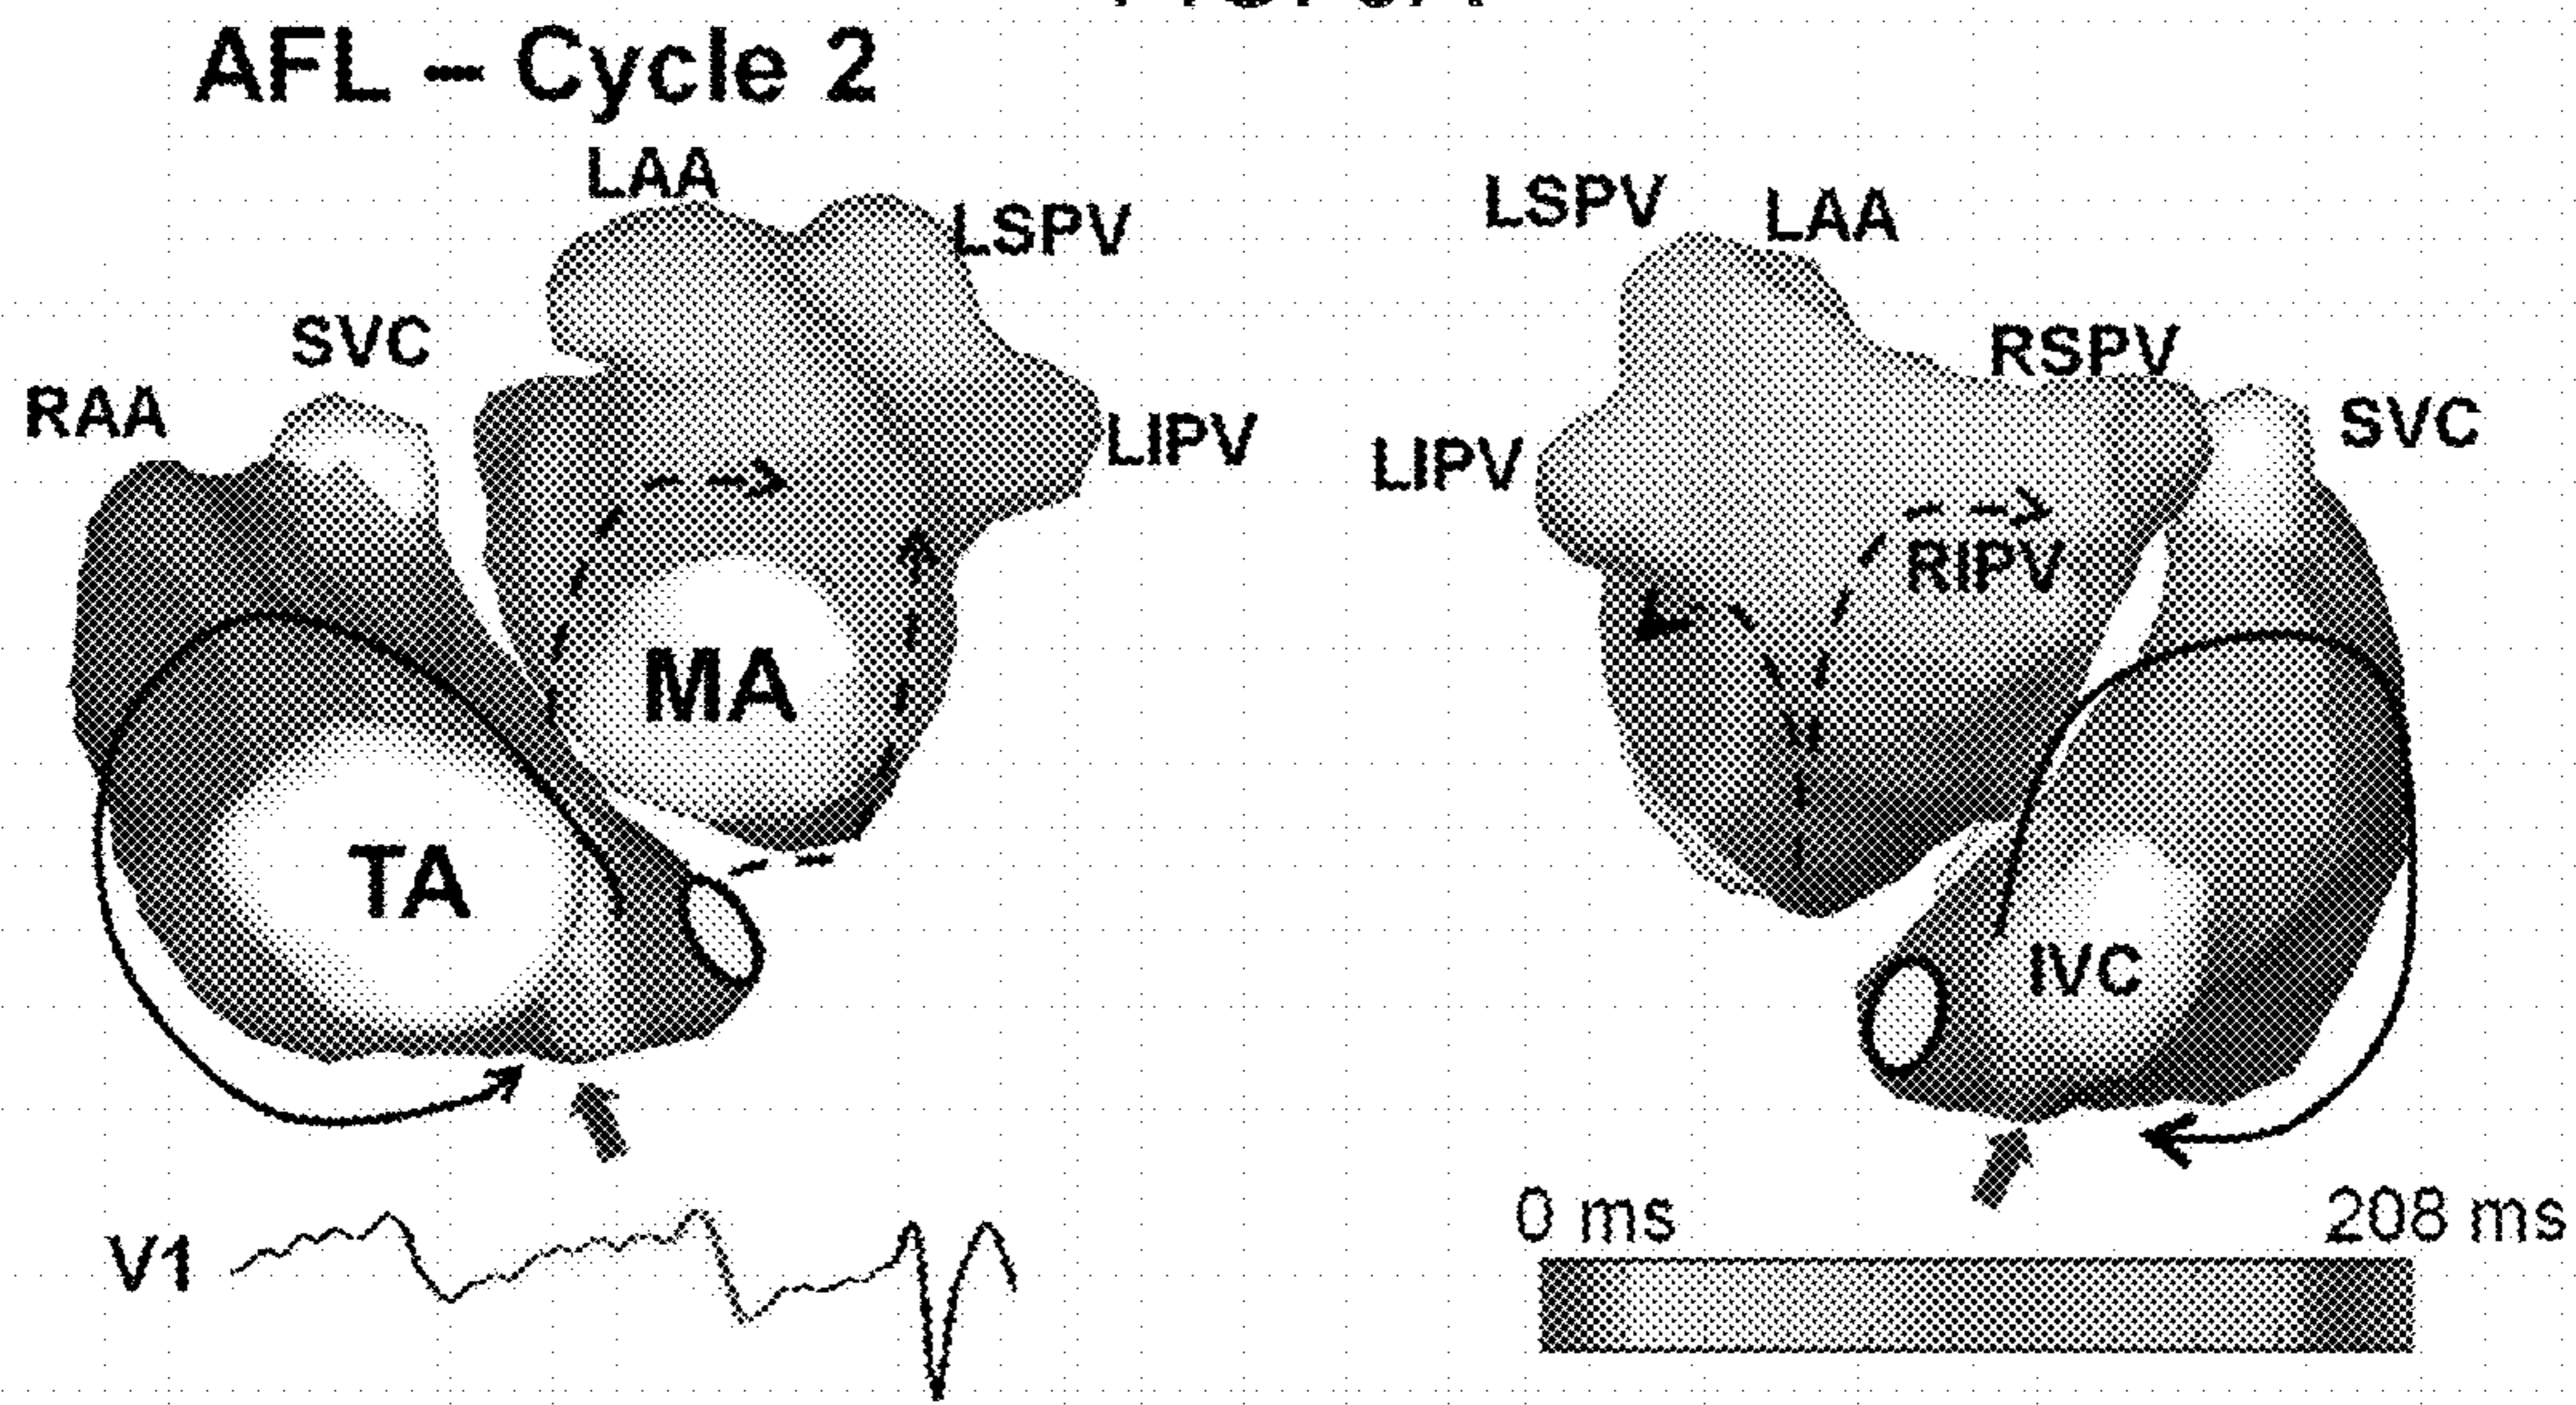 AFL – Cycle 2
LAA
LSPV
SVC
RAA
LIPV
MA
TA
LSPV
LAA
RSPV
SVC
LIPV
RIPV
IVC
V1
0 ms
208 ms